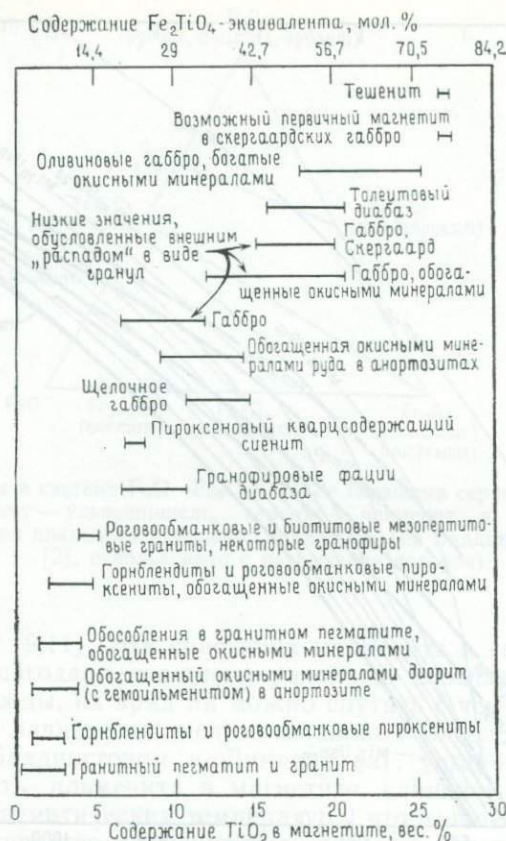 Содержание Fe₂TiO₄-эквивалента, мол. %
14,4 29 42,7 56,7 70,5 84,2
Тешенит
Возможный первичный магнетит
в скергаардских габбро
Оливиновые габбро, богатые
окисными минералами
Толеитовый
диабаз
Низкие значения,
обусловленные внешним
„распадом“ в виде
гранул
Габбро,
Скергаард
Габбро, обога-
щенные окисными минералами
Габбро
Обогащенная окисными мине-
ралами руда в анортозитах
Щелочное
габбро
Пироксеновый кварцсодержащий
сиенит
Гранофировые фации
диабаза
Роговообманковые и биотитовые мезопертито-
вые граниты, некоторые гранофиры
Горнблендиты и роговообманковые пиро-
ксениты, обогащенные окисными минералами
Обособления в гранитном пегматите,
обогащенные окисными минералами
Обогащенный окисными минералами диорит
(с гемоильменитом) в анортозите
Горнблендиты и роговообманковые пироксениты
Гранитный пегматит и гранит
0 5 10 15 20 25 30
Содержание TiO₂ в магнетите, вес. %